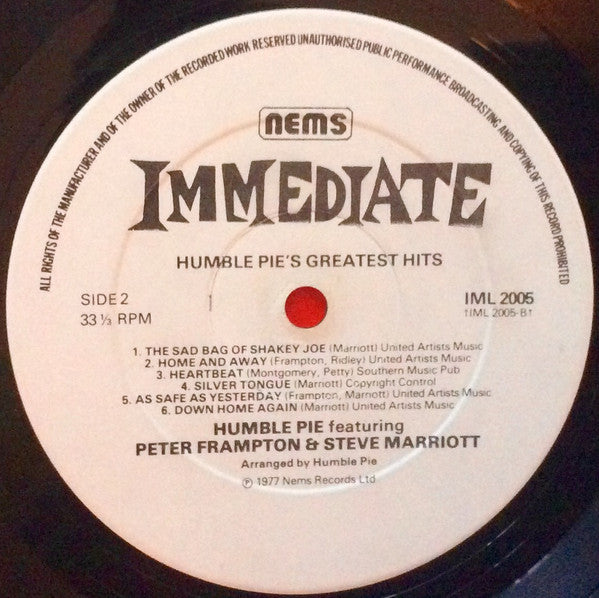 ALL RIGHTS OF THE MANUFACTURER AND OF THE OWNER OF THE RECORDED WORK RESERVED UNAUTHORISED PUBLIC PERFORMANCE BROADCASTING AND COPYING OF THIS RECORD PROHIBITED
nems
IMMEDIATE
HUMBLE PIE'S GREATEST HITS
SIDE 2
IML 2005
33⅓ RPM
↑IML 2005-B↑
1. THE SAD BAG OF SHAKEY JOE (Marriott) United Artists Music
2. HOME AND AWAY (Frampton, Ridley) United Artists Music
3. HEARTBEAT (Montgomery, Petty) Southern Music Pub
4. SILVER TONGUE (Marriott) Copyright Control
5. AS SAFE AS YESTERDAY (Frampton, Marriott) United Artists Music
6. DOWN HOME AGAIN (Marriott) United Artists Music
HUMBLE PIE featuring
PETER FRAMPTON & STEVE MARRIOTT
Arranged by Humble Pie
℗ 1977 Nems Records Ltd